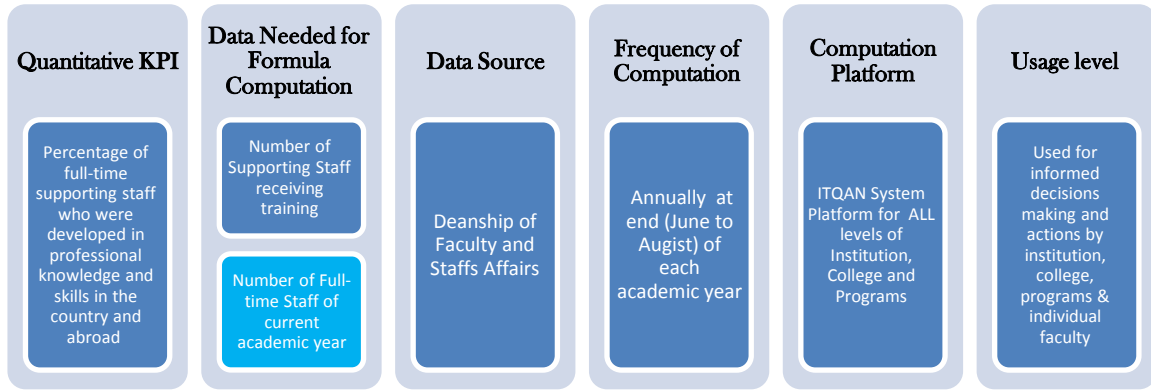 Quantitative KPI
Percentage of
full-time
supporting staff
who were
developed in
professional
knowledge and
skills in the
country and
abroad
Data Needed for
Formula
Computation
Number of
Supporting Staff
receiving
training
Number of Full-
time Staff of
current
academic year
Data Source
Deanship of
Faculty and
Staffs Affairs
Frequency of
Computation
Annually at
end (June to
Augist) of
each
academic year
Computation
Platform
ITQAN System
Platform for ALL
levels of
Institution,
College and
Programs
Usage level
Used for
informed
decisions
making and
actions by
institution,
college,
programs &
individual
faculty